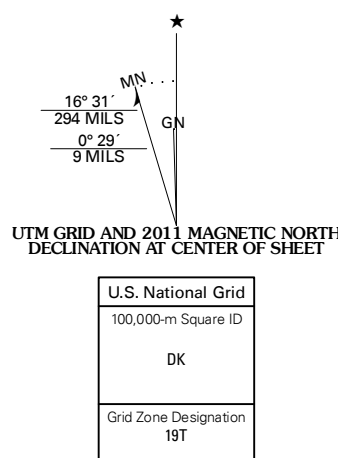 ★
MN
GN
16° 31´
294 MILS
0° 29´
9 MILS
UTM GRID AND 2011 MAGNETIC NORTH
DECLINATION AT CENTER OF SHEET
U.S. National Grid
100,000-m Square ID
DK
Grid Zone Designation
19T